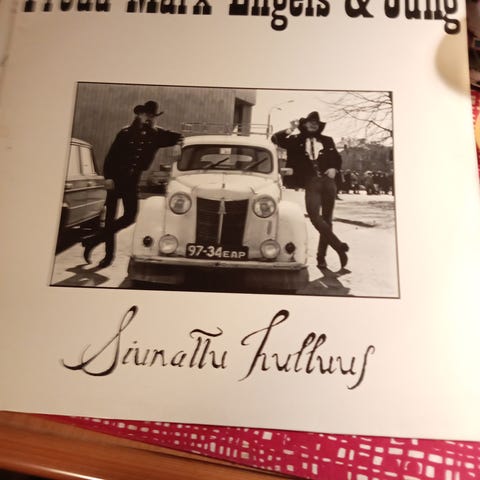 Freud Marx Engels & Jung
97-34 EAP
Siunattu hulluus